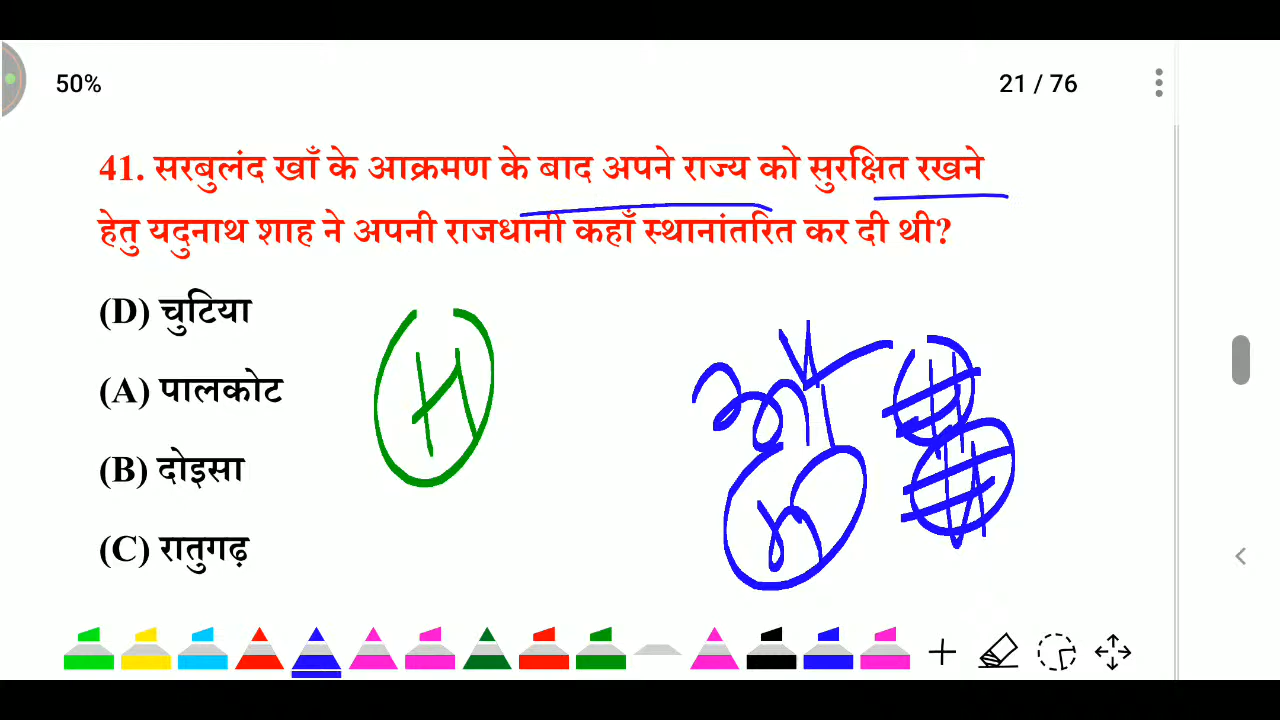 50%
21 / 76
41. सरबुलंद खाँ के आक्रमण के बाद अपने राज्य को सुरक्षित रखने
हेतु यदुनाथ शाह ने अपनी राजधानी कहाँ स्थानांतरित कर दी थी?
(D) चुटिया
(A) पालकोट
(B) दोइसा
(C) रातुगढ़